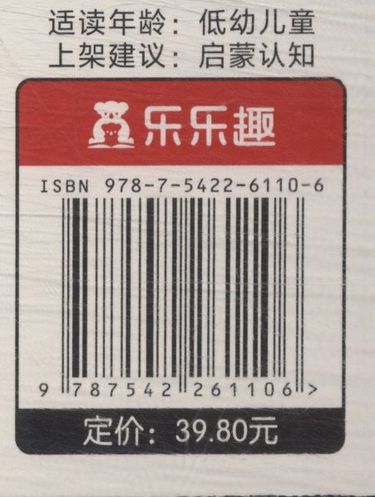 适读年龄：低幼儿童
上架建议：启蒙认知
乐乐趣
ISBN 978-7-5422-6110-6
9 787542 261106 >
定价：39.80元